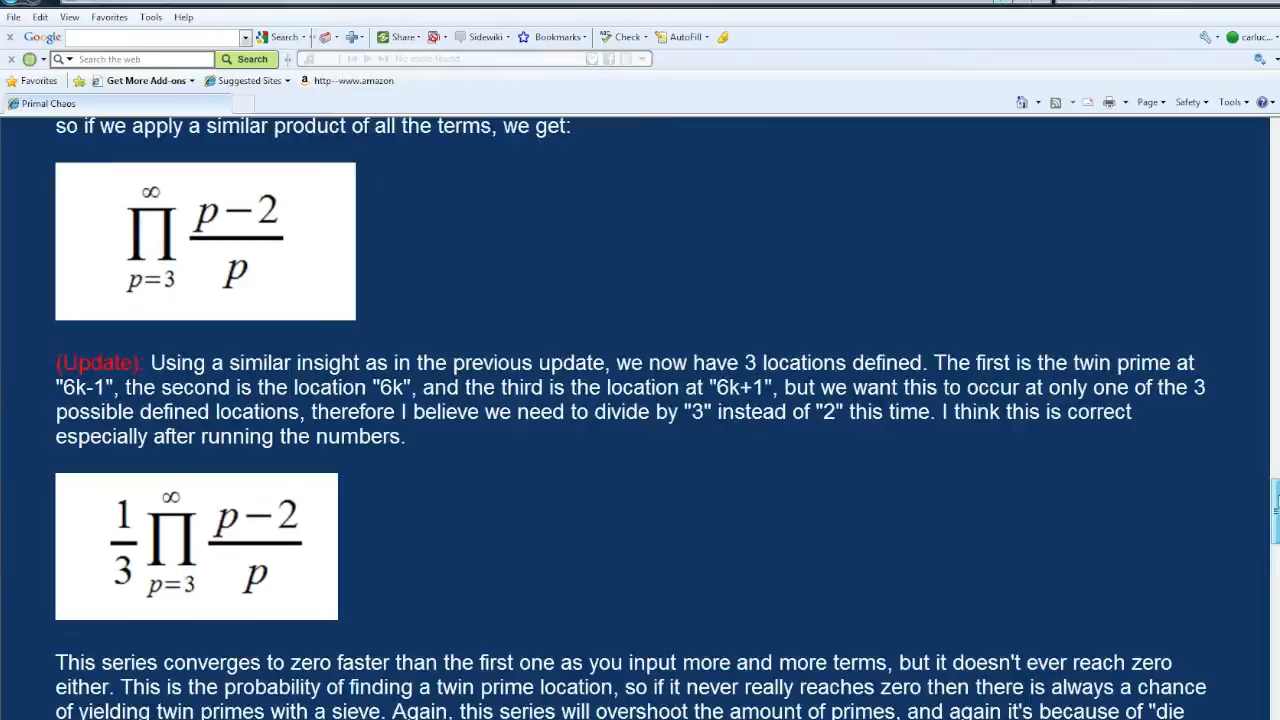 File Edit View Favorites Tools Help
Google Search Share Sidewiki Bookmarks Check AutoFill carluc...
Search the web Search No audio found
Favorites Get More Add-ons Suggested Sites http--www.amazon
Primal Chaos Page Safety Tools
so if we apply a similar product of all the terms, we get:
∞
∏ p−2
p
p=3
(Update): Using a similar insight as in the previous update, we now have 3 locations defined. The first is the twin prime at
"6k-1", the second is the location "6k", and the third is the location at "6k+1", but we want this to occur at only one of the 3
possible defined locations, therefore I believe we need to divide by "3" instead of "2" this time. I think this is correct
especially after running the numbers.
∞
1 ∏ p−2
3 p
p=3
This series converges to zero faster than the first one as you input more and more terms, but it doesn't ever reach zero
either. This is the probability of finding a twin prime location, so if it never really reaches zero then there is always a chance
of yielding twin primes with a sieve. Again, this series will overshoot the amount of primes, and again it's because of "die